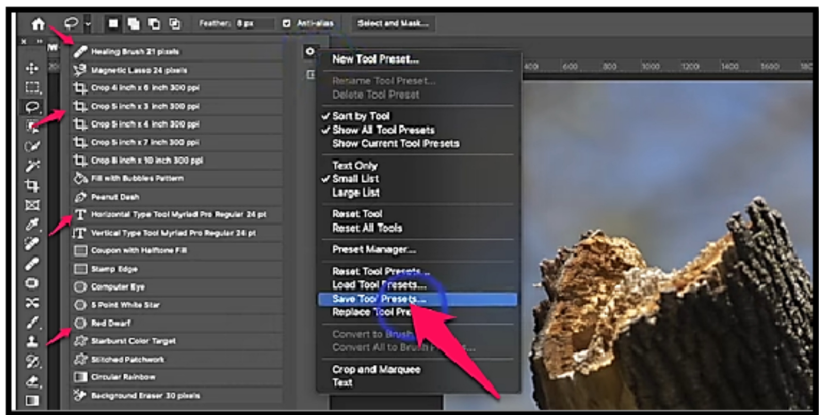 Feather: 8 px
Anti-alias
Select and Mask...
Healing Brush 21 pixels
Magnetic Lasso 24 pixels
Crop 4 inch x 6 inch 300 ppi
Crop 5 inch x 3 inch 300 ppi
Crop 5 inch x 4 inch 300 ppi
Crop 5 inch x 7 inch 300 ppi
Crop 8 inch x 10 inch 300 ppi
Fill with Bubbles Pattern
Horizontal Type Tool Myriad Pro Regular 24 pt
Vertical Type Tool Myriad Pro Regular 24 pt
Coupon with Halftone Fill
Stamp Edge
Computer Eye
5 Point White Star
Red Dwarf
Starburst Color Target
Stitched Patchwork
Circular Rainbow
Background Eraser 30 pixels
New Tool Preset...
Rename Tool Preset...
Delete Tool Preset
Sort by Tool
Show All Tool Presets
Show Current Tool Presets
Text Only
Small List
Large List
Reset Tool
Reset All Tools
Preset Manager...
Reset Tool Presets...
Load Tool Presets...
Save Tool Presets...
Replace Tool
Convert to Brush
Convert All to Brush
Crop and Marquee
Text
400 600 800 1000 1200 1400 1600